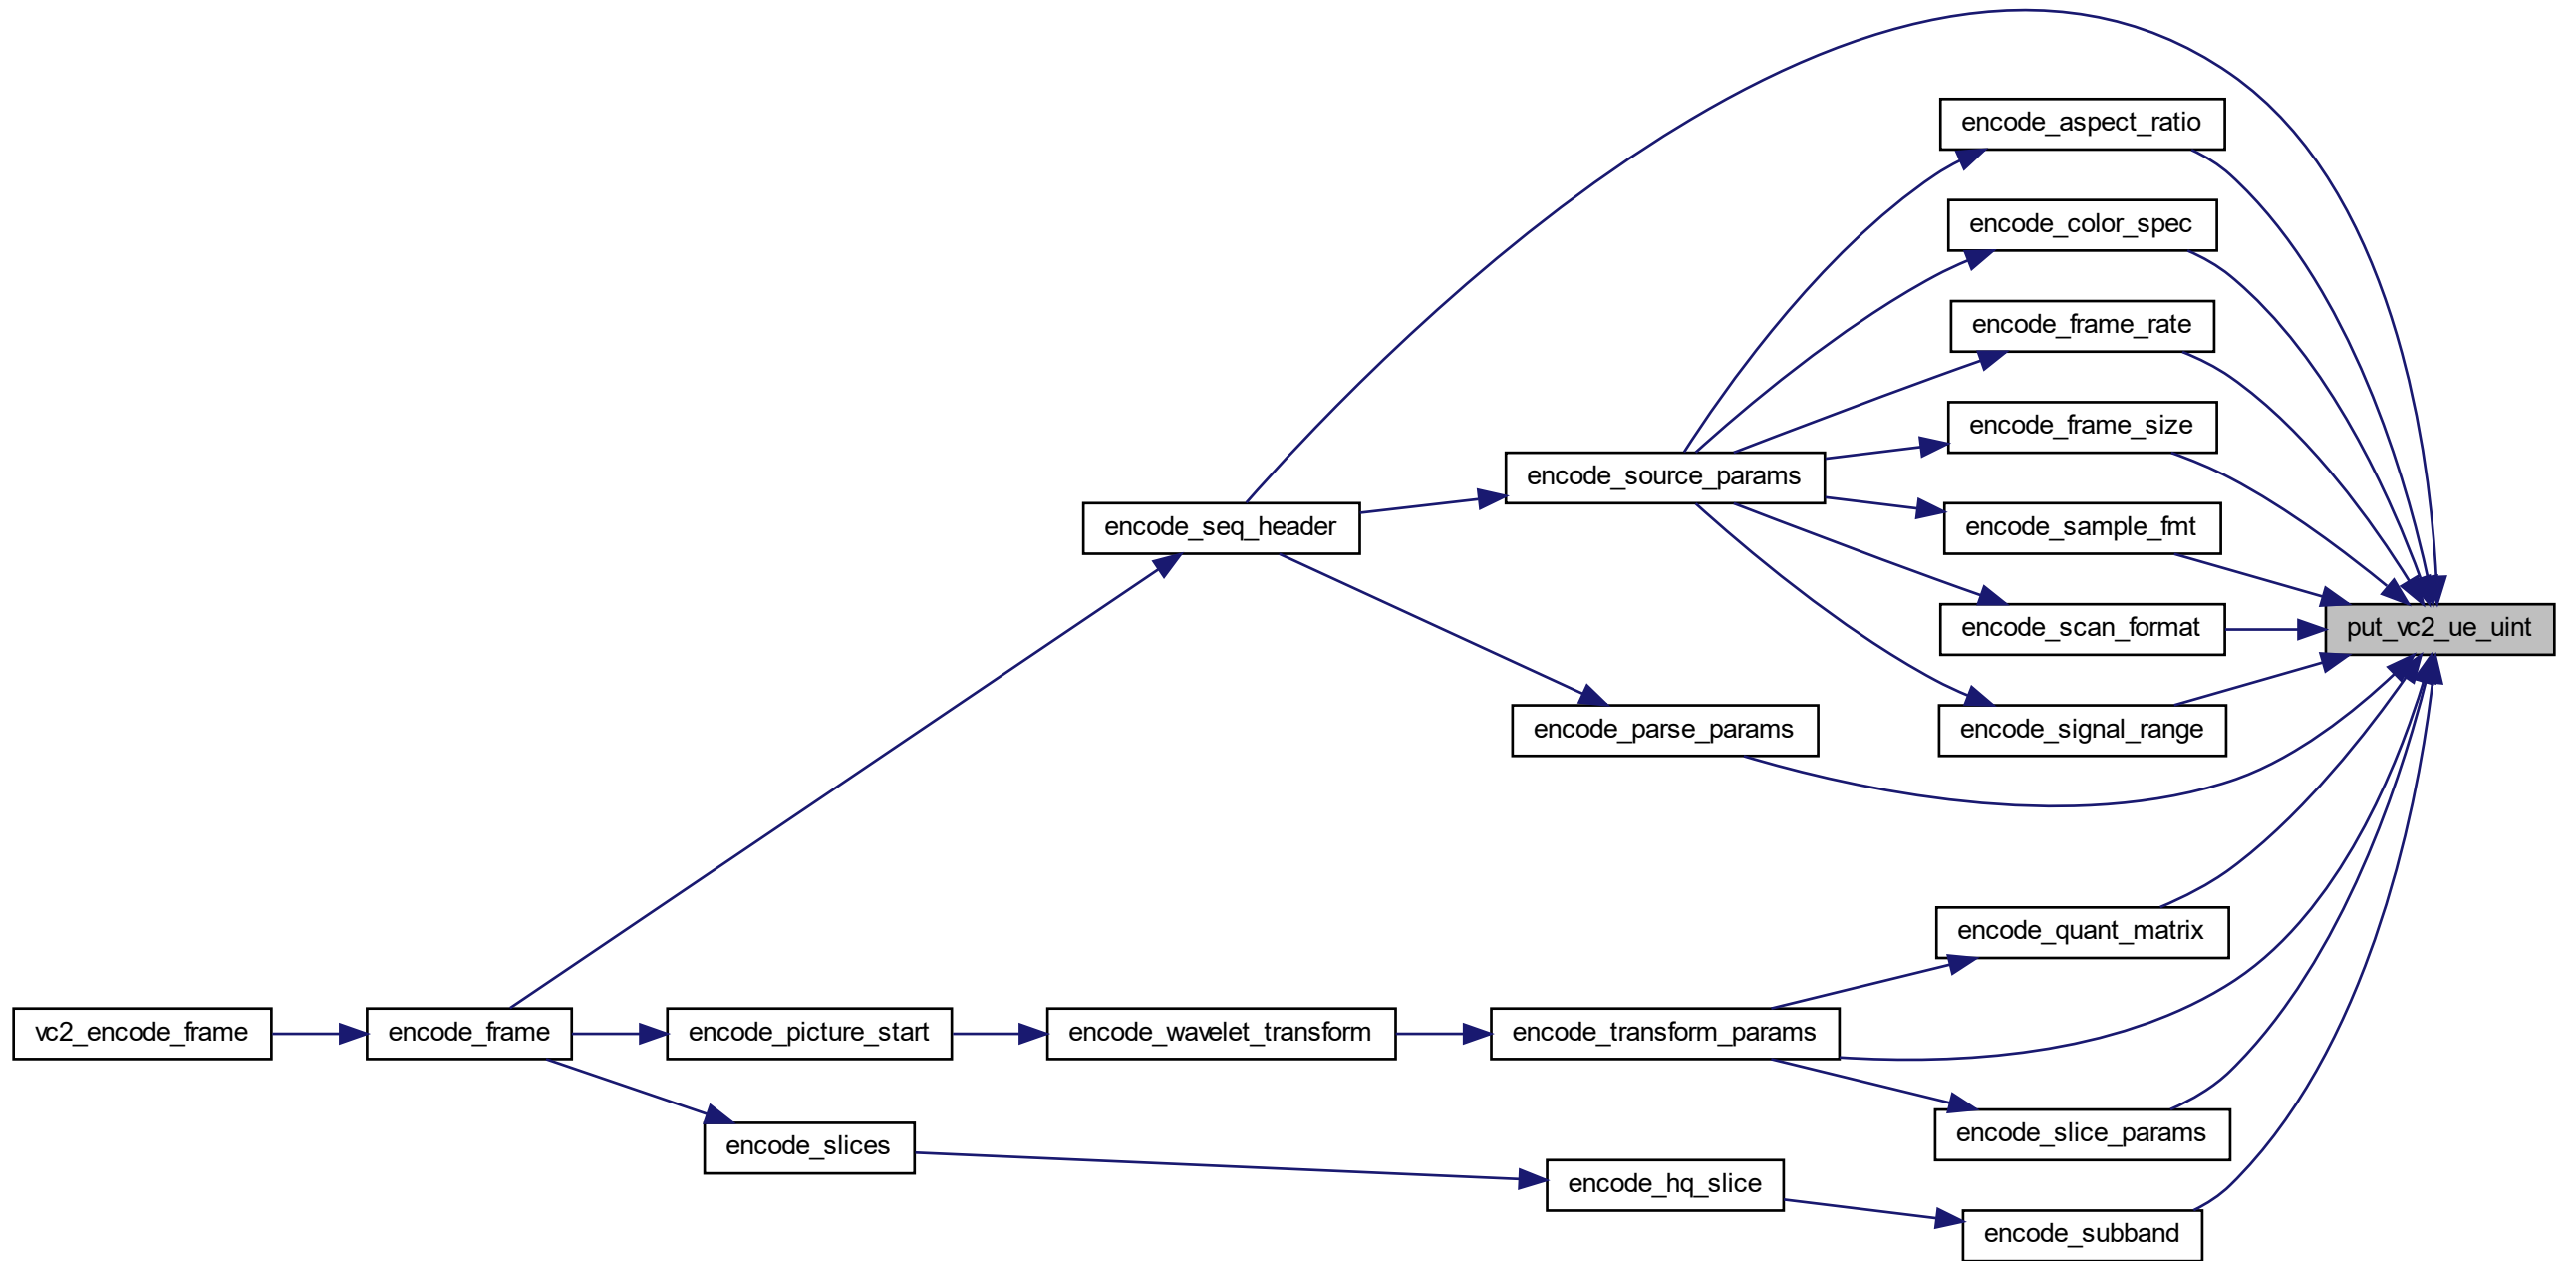 encode_aspect_ratio
encode_color_spec
encode_frame_rate
encode_frame_size
encode_source_params
encode_seq_header
encode_sample_fmt
encode_scan_format
put_vc2_ue_uint
encode_parse_params
encode_signal_range
encode_quant_matrix
vc2_encode_frame
encode_frame
encode_picture_start
encode_wavelet_transform
encode_transform_params
encode_slices
encode_slice_params
encode_hq_slice
encode_subband